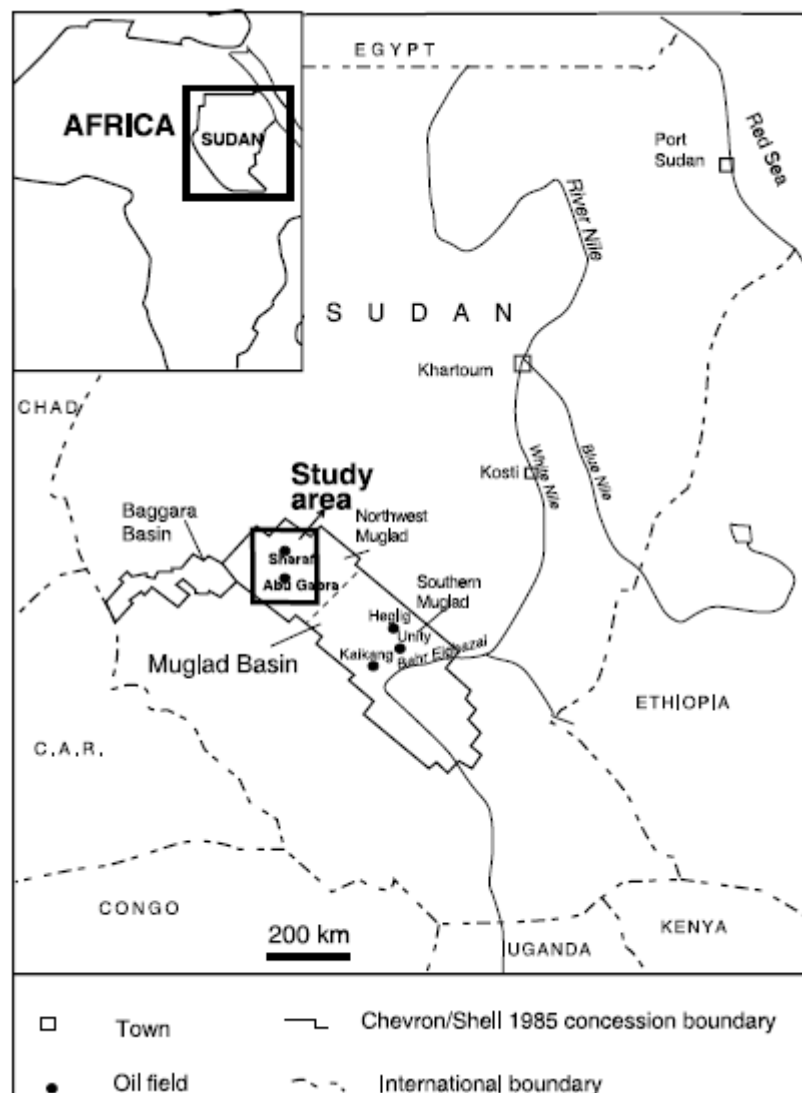 EGYPT
AFRICA
SUDAN
Port
Sudan
Red Sea
River Nile
SUDAN
Khartoum
CHAD
Kosti
White Nile
Blue Nile
Study
area
Baggara
Basin
Northwest
Muglad
Sharaf
Abu Gabra
Southern
Muglad
Heglig
Unity
Kaikang
Bahr Elghazal
Muglad Basin
ETHIOPIA
C.A.R.
CONGO
200 km
UGANDA
KENYA
Town
Chevron/Shell 1985 concession boundary
Oil field
International boundary